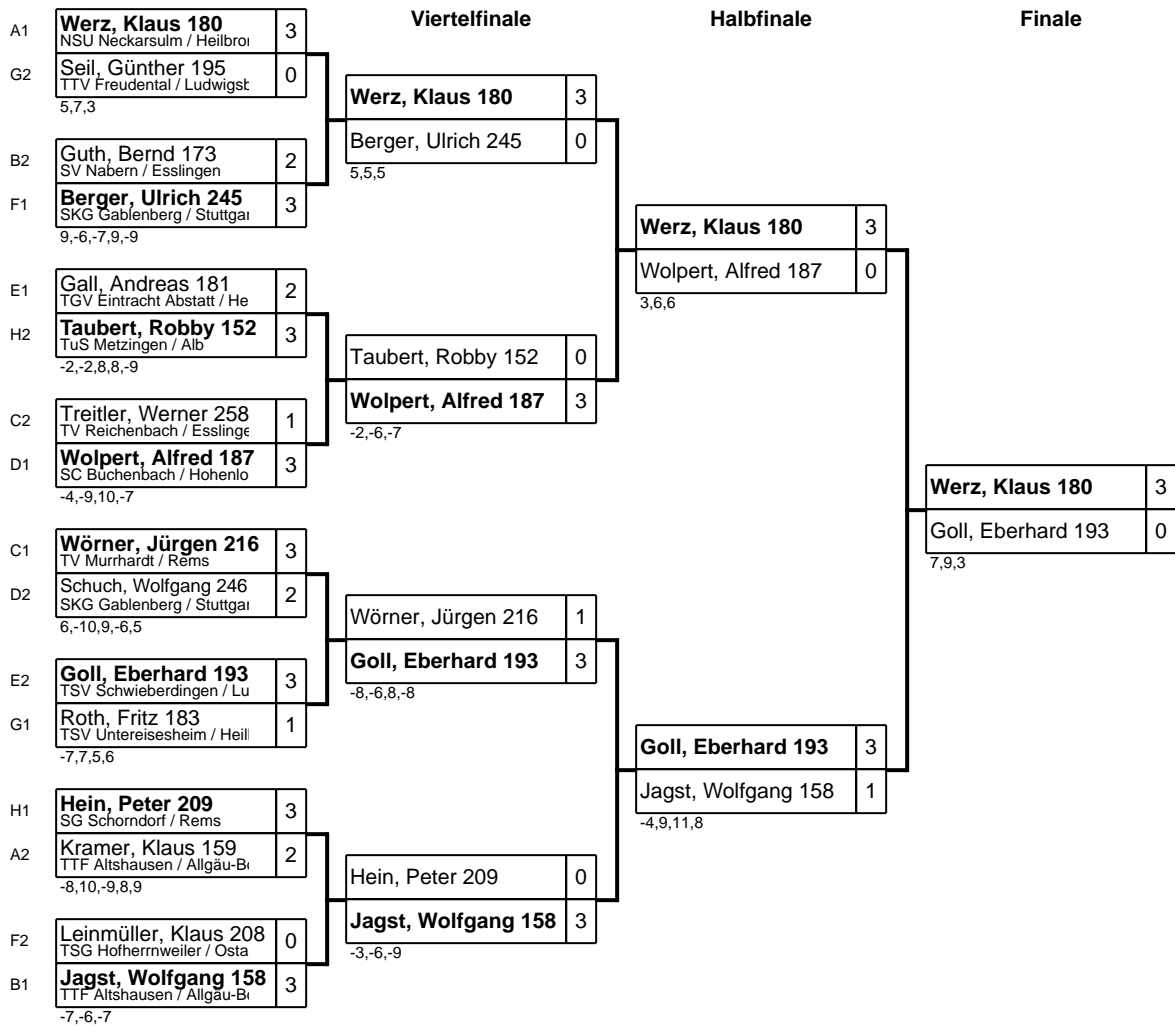 Viertelfinale
Halbfinale
Finale
A1
Werz, Klaus 180
3
NSU Neckarsulm / Heilbro
G2
Seil, Günther 195
0
TTV Freudental / Ludwigsb
5,7,3
B2
Guth, Bernd 173
2
SV Nabern / Esslingen
F1
Berger, Ulrich 245
3
SKG Gablenberg / Stuttga
9,-6,-7,9,-9
E1
Gall, Andreas 181
2
TGV Eintracht Abstatt / He
H2
Taubert, Robby 152
3
TuS Metzingen / Alb
-2,-2,8,8,-9
C2
Treitler, Werner 258
1
TV Reichenbach / Esslinge
D1
Wolpert, Alfred 187
3
SC Buchenbach / Hohenlo
-4,-9,10,-7
C1
Wörner, Jürgen 216
3
TV Murrhardt / Rems
D2
Schuch, Wolfgang 246
2
SKG Gablenberg / Stuttga
6,-10,9,-6,5
E2
Goll, Eberhard 193
3
TSV Schwieberdingen / Lu
G1
Roth, Fritz 183
1
TSV Untereisesheim / Heil
-7,7,5,6
H1
Hein, Peter 209
3
SG Schorndorf / Rems
A2
Kramer, Klaus 159
2
TTF Altshausen / Allgäu-B
-8,10,-9,8,9
F2
Leinmüller, Klaus 208
0
TSG Hofherrnweiler / Osta
B1
Jagst, Wolfgang 158
3
TTF Altshausen / Allgäu-B
-7,-6,-7
Werz, Klaus 180
3
Berger, Ulrich 245
0
5,5,5
Taubert, Robby 152
0
Wolpert, Alfred 187
3
-2,-6,-7
Wörner, Jürgen 216
1
Goll, Eberhard 193
3
-8,-6,8,-8
Hein, Peter 209
0
Jagst, Wolfgang 158
3
-3,-6,-9
Werz, Klaus 180
3
Wolpert, Alfred 187
0
3,6,6
Goll, Eberhard 193
3
Jagst, Wolfgang 158
1
-4,9,11,8
Werz, Klaus 180
3
Goll, Eberhard 193
0
7,9,3